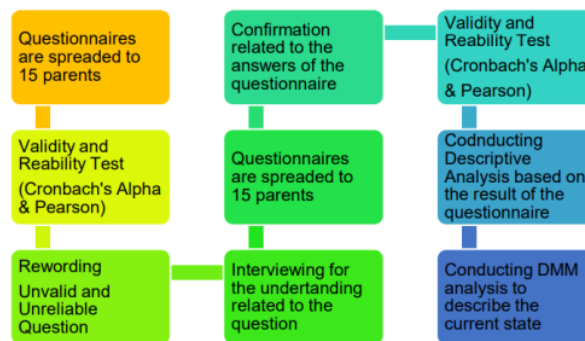 Questionnaires
are spreaded to
15 parents
Validity and
Reability Test
(Cronbach's Alpha
& Pearson)
Rewording
Unvalid and
Unreliable
Question
Interviewing for
the undertanding
related to the
question
Questionnaires
are spreaded to
15 parents
Confirmation
related to the
answers of the
questionnaire
Validity and
Reability Test
(Cronbach's Alpha
& Pearson)
Codnducting
Descriptive
Analysis based on
the result of the
questionnaire
Conducting DMM
analysis to
describe the
current state